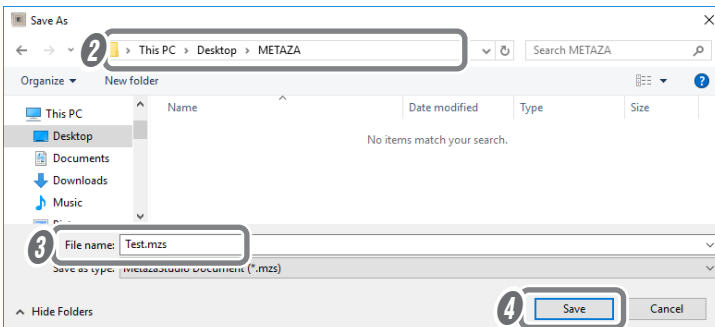 Save As
2
This PC > Desktop > METAZA
Search METAZA
Organize
New folder
This PC
Desktop
Documents
Downloads
Music
Name
Date modified
Type
Size
No items match your search.
3
File name: Test.mzs
Save as type: MetazaStudio Document (*.mzs)
Hide Folders
4
Save
Cancel